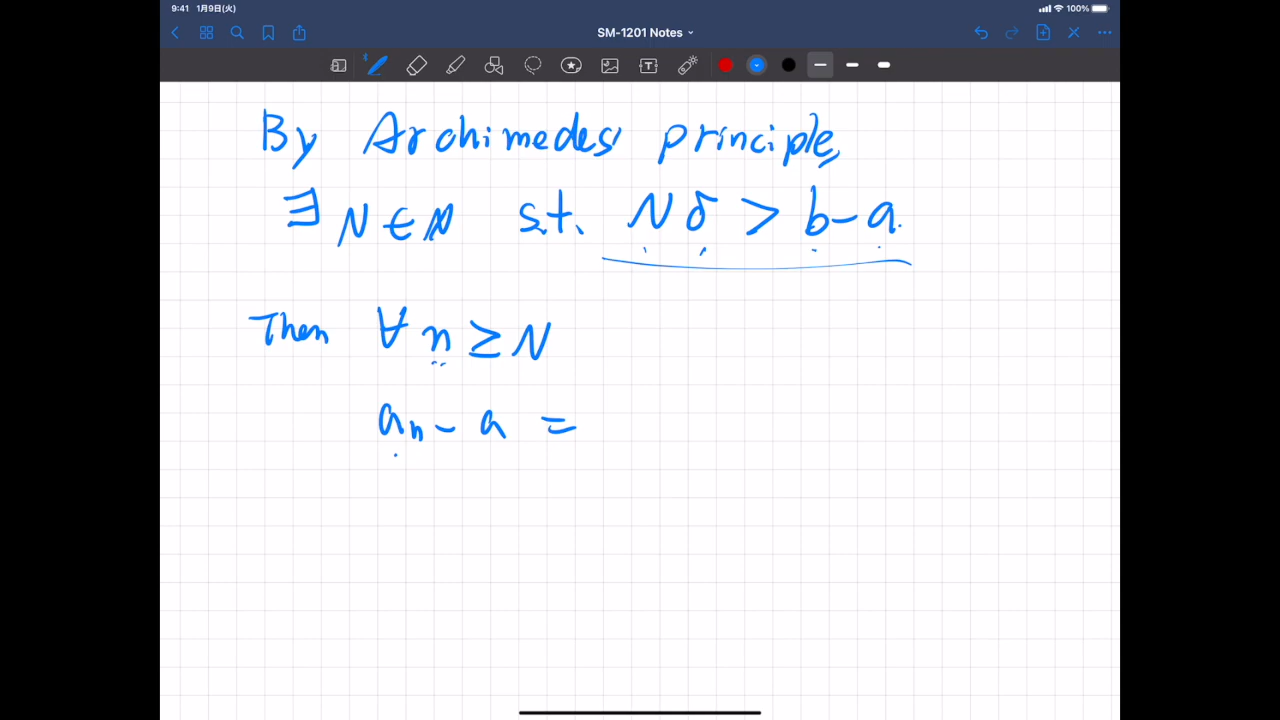 9:41 1月9日(火) 100%
SM-1201 Notes
T
By Archimedes' principle,
∃ N ∈ ℕ s.t. Nδ > b - a.
Then ∀ n ≥ N
aₙ - a =